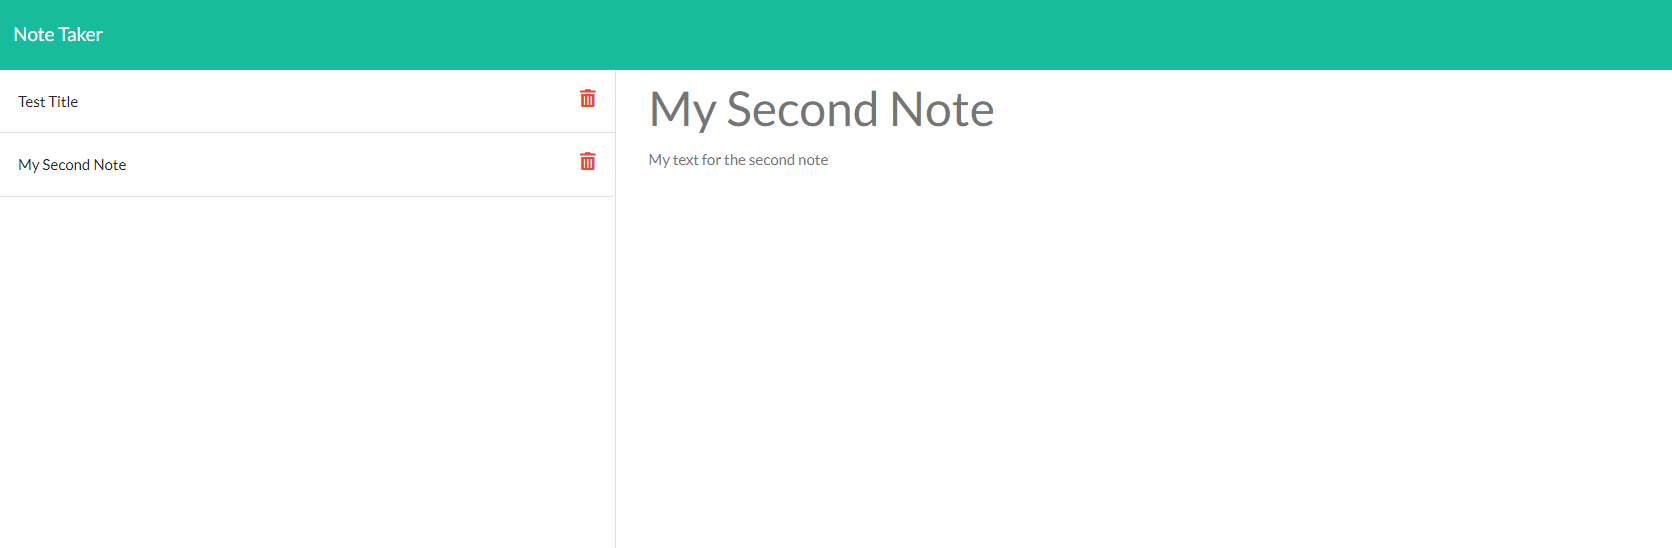 Note Taker
Test Title
My Second Note
My Second Note
My text for the second note